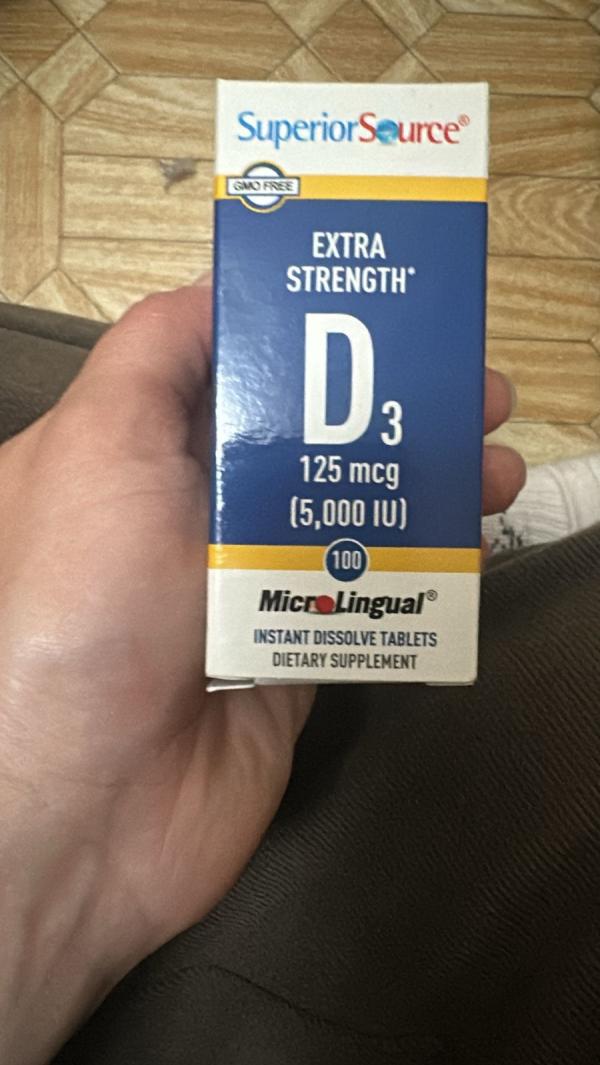 SuperiorSource®
GMO FREE
EXTRA
STRENGTH*
D3
125 mcg
(5,000 IU)
100
MicroLingual®
INSTANT DISSOLVE TABLETS
DIETARY SUPPLEMENT